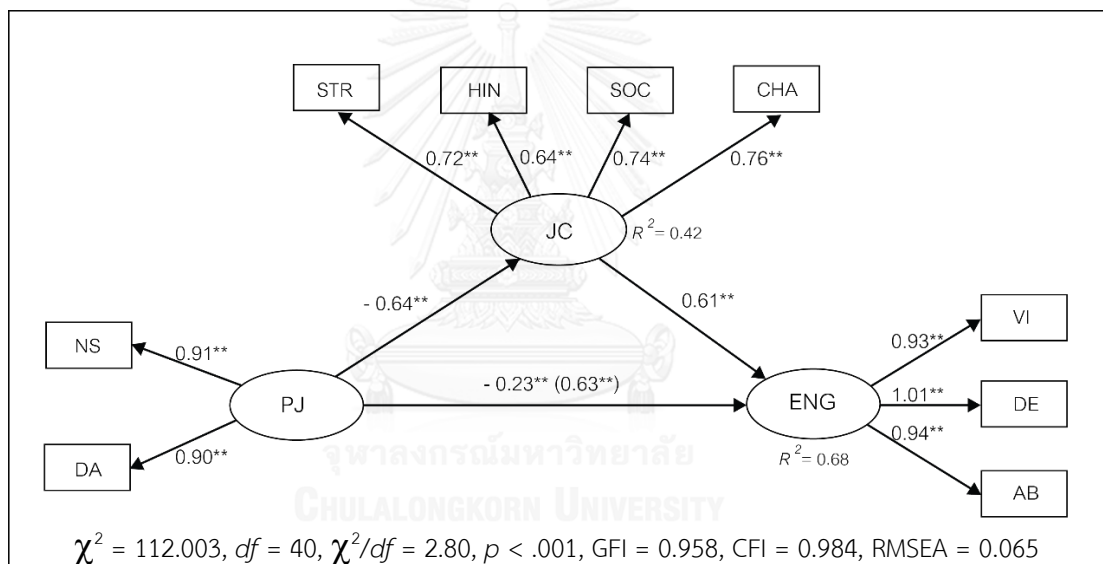 STR HIN SOC CHA
0.72** 0.64** 0.74** 0.76**
JC R² = 0.42
- 0.64** 0.61**
NS VI
0.91** 0.93**
- 0.23** (0.63**)
PJ ENG 1.01** DE
0.94**
DA 0.90** R² = 0.68
AB
จุฬาลงกรณ์มหาวิทยาลัย
CHULALONGKORN UNIVERSITY
χ² = 112.003, df = 40, χ²/df = 2.80, p < .001, GFI = 0.958, CFI = 0.984, RMSEA = 0.065